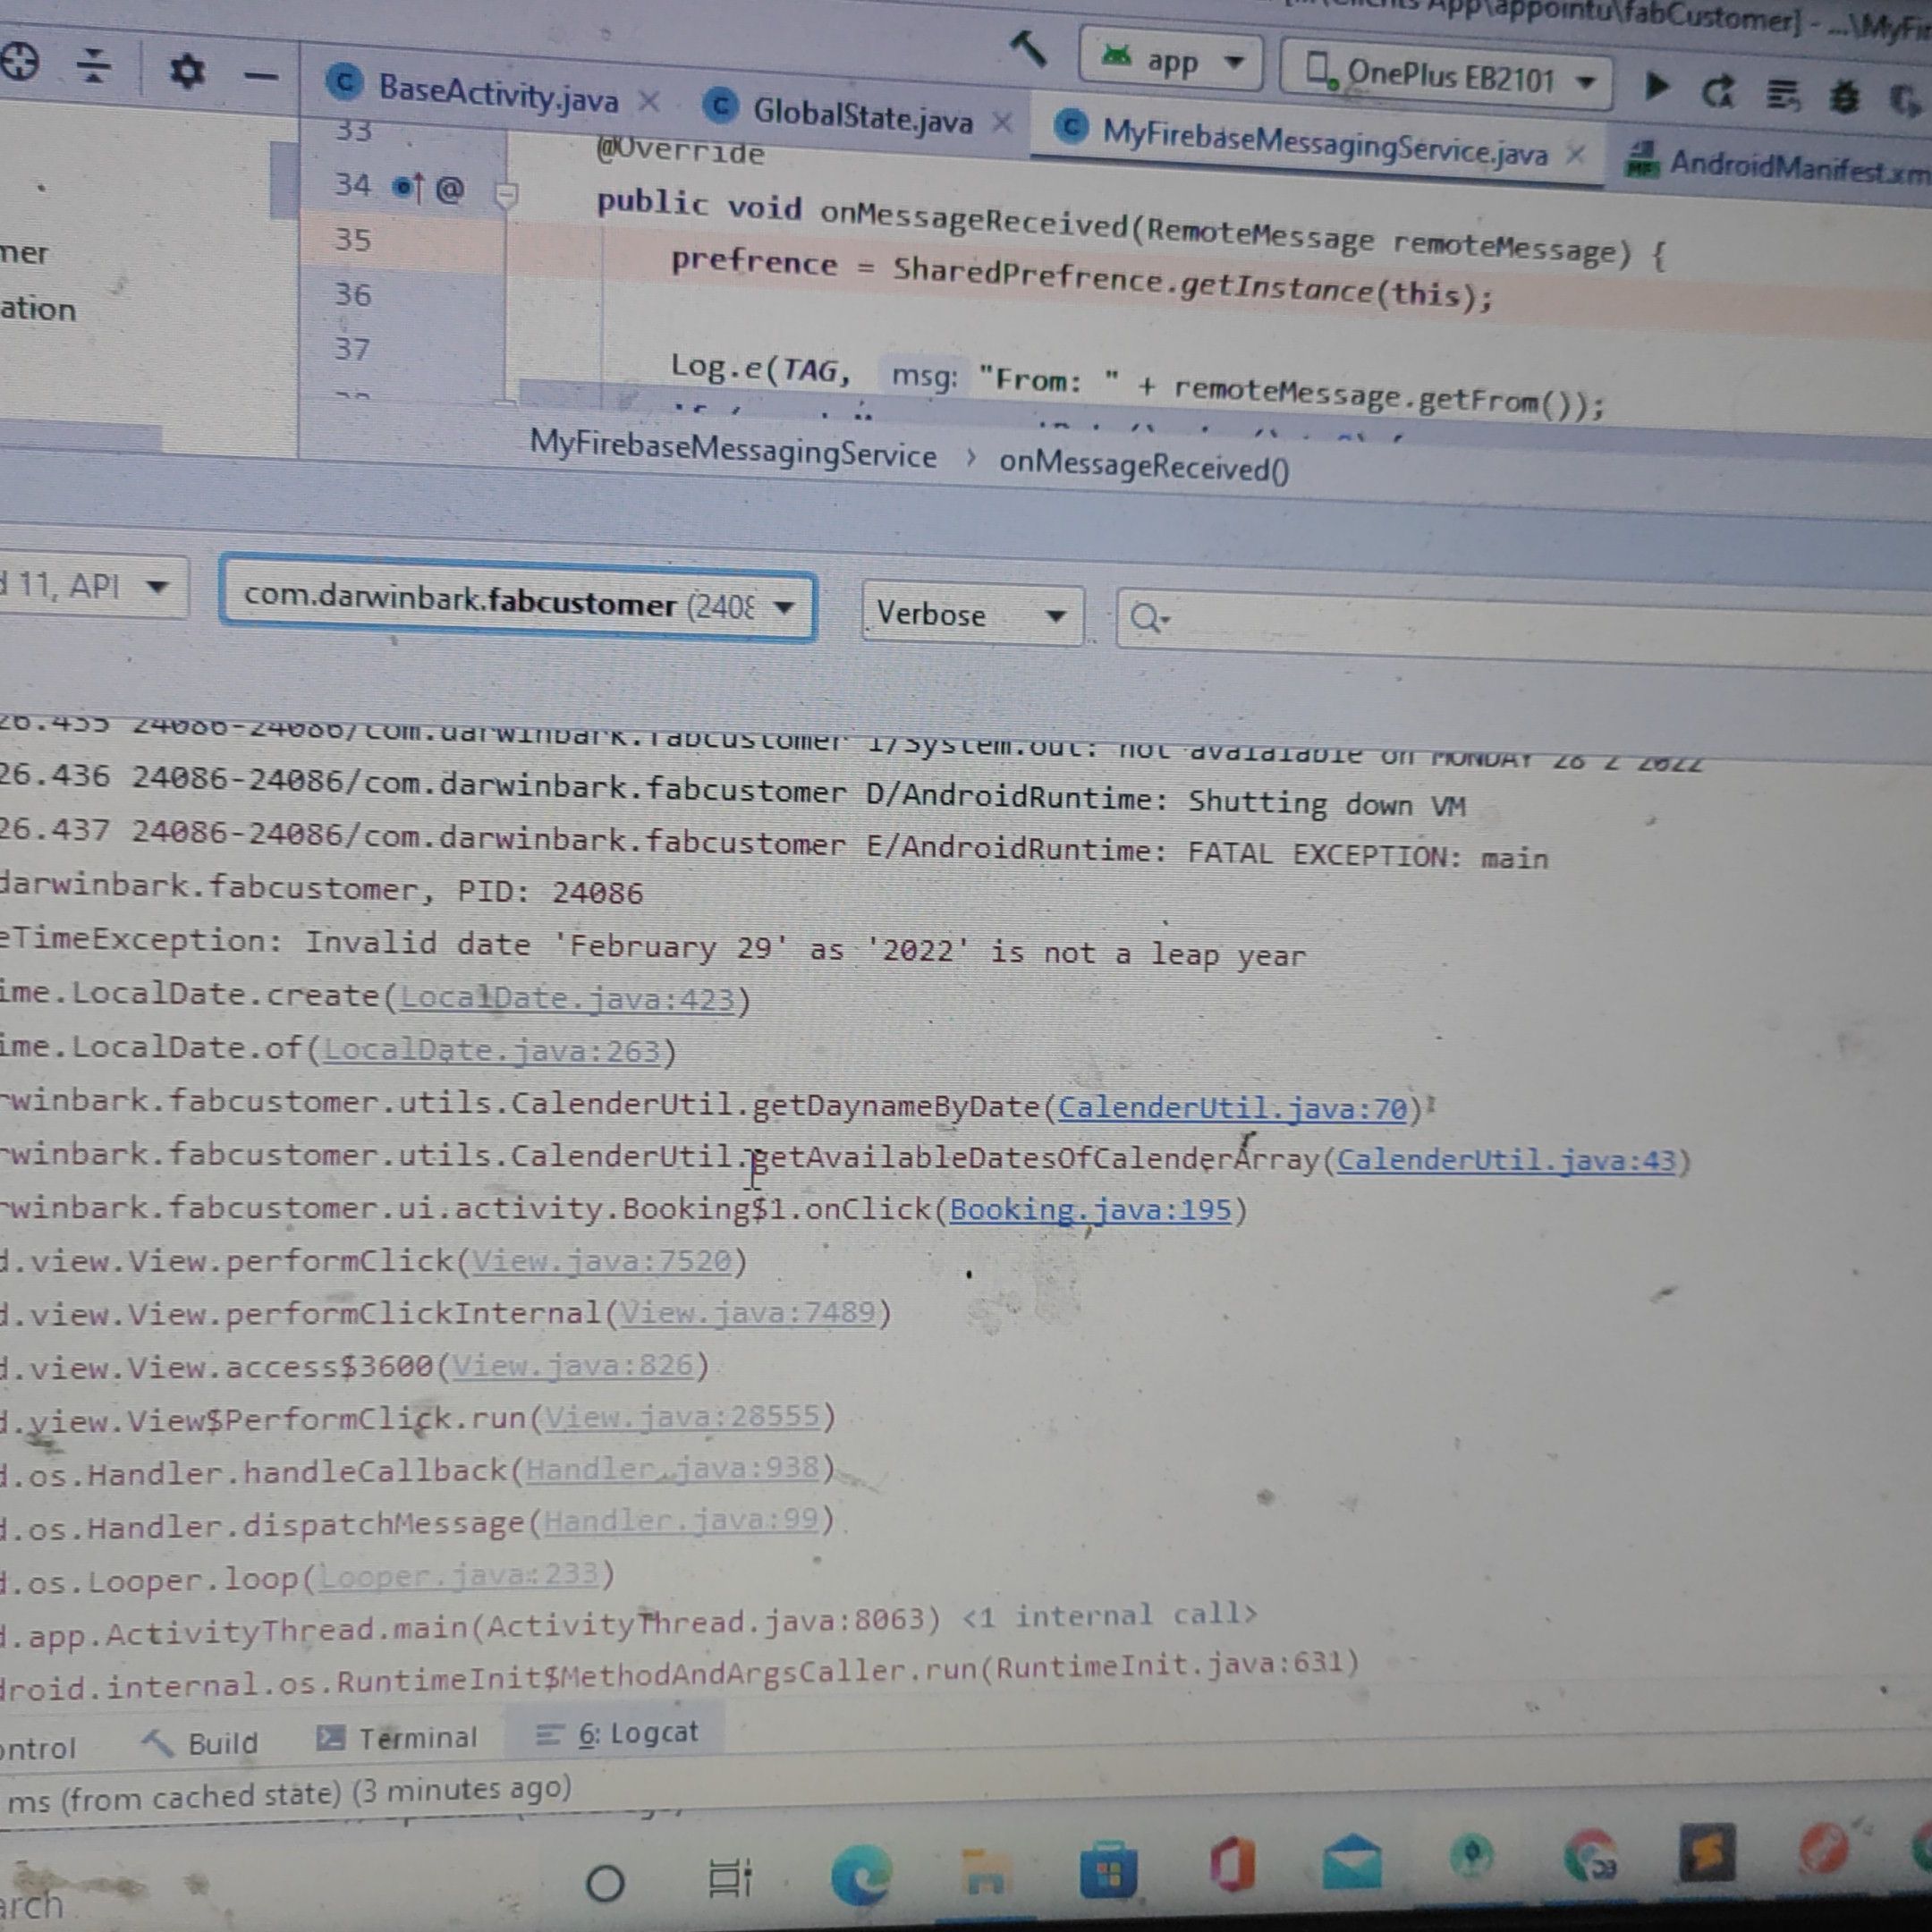 App\appointu\fabCustomer] - ...\MyFir
app
OnePlus EB2101
BaseActivity.java
GlobalState.java
MyFirebaseMessagingService.java
AndroidManifest.xm
33 @Override
34 @ public void onMessageReceived(RemoteMessage remoteMessage) {
35 prefrence = SharedPrefrence.getInstance(this);
36
37 Log.e(TAG, msg: "From: " + remoteMessage.getFrom());
mer
ation
MyFirebaseMessagingService › onMessageReceived()
d 11, API
com.darwinbark.fabcustomer (2408
Verbose
26.435 24086-24086/com.darwinbark.fabcustomer I/System.out: not avalaiable on MONDAY 28 2 2022
26.436 24086-24086/com.darwinbark.fabcustomer D/AndroidRuntime: Shutting down VM
26.437 24086-24086/com.darwinbark.fabcustomer E/AndroidRuntime: FATAL EXCEPTION: main
darwinbark.fabcustomer, PID: 24086
eTimeException: Invalid date 'February 29' as '2022' is not a leap year
ime.LocalDate.create(LocalDate.java:423)
ime.LocalDate.of(LocalDate.java:263)
rwinbark.fabcustomer.utils.CalenderUtil.getDaynameByDate(CalenderUtil.java:70)
rwinbark.fabcustomer.utils.CalenderUtil.getAvailableDatesOfCalenderArray(CalenderUtil.java:43)
rwinbark.fabcustomer.ui.activity.Booking$1.onClick(Booking.java:195)
d.view.View.performClick(View.java:7520)
d.view.View.performClickInternal(View.java:7489)
d.view.View.access$3600(View.java:826)
d.view.View$PerformClick.run(View.java:28555)
d.os.Handler.handleCallback(Handler.java:938)
d.os.Handler.dispatchMessage(Handler.java:99)
d.os.Looper.loop(Looper.java:233)
d.app.ActivityThread.main(ActivityThread.java:8063) <1 internal call>
droid.internal.os.RuntimeInit$MethodAndArgsCaller.run(RuntimeInit.java:631)
ontrol
Build
Terminal
6: Logcat
ms (from cached state) (3 minutes ago)
arch